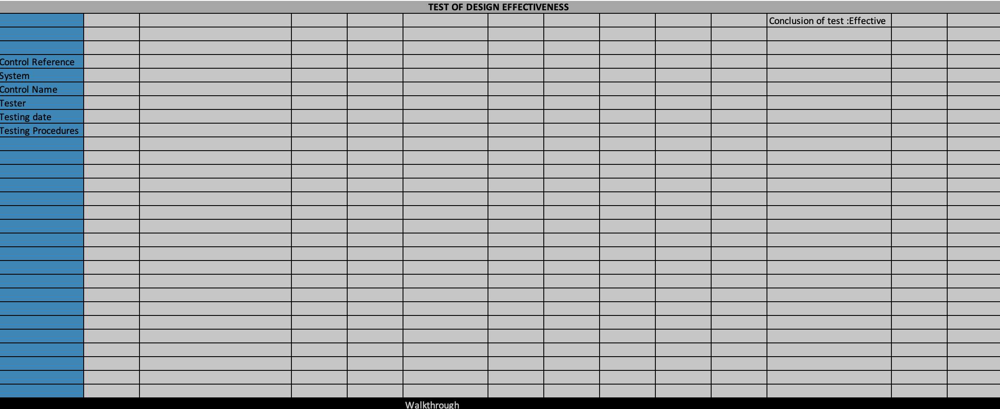 TEST OF DESIGN EFFECTIVENESS
Conclusion of test :Effective
Control Reference
System
Control Name
Tester
Testing date
Testing Procedures
Walkthrough